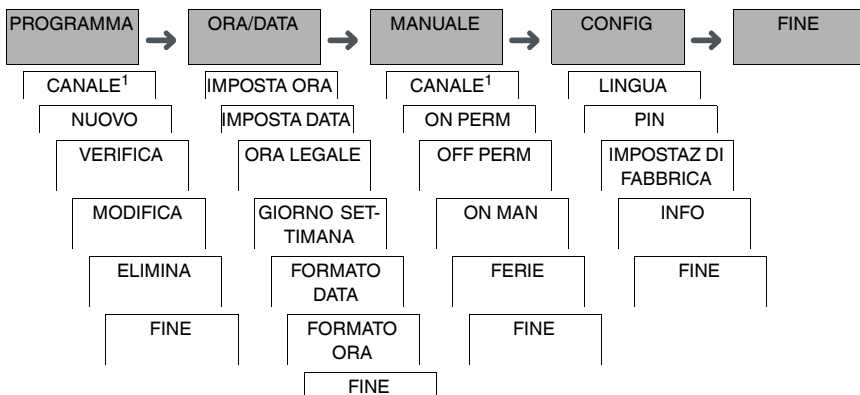 PROGRAMMA
ORA/DATA
MANUALE
CONFIG
FINE
CANALE1
NUOVO
VERIFICA
MODIFICA
ELIMINA
FINE
IMPOSTA ORA
IMPOSTA DATA
ORA LEGALE
GIORNO SET-
TIMANA
FORMATO
DATA
FORMATO
ORA
FINE
CANALE1
ON PERM
OFF PERM
ON MAN
FERIE
FINE
LINGUA
PIN
IMPOSTAZ DI
FABBRICA
INFO
FINE